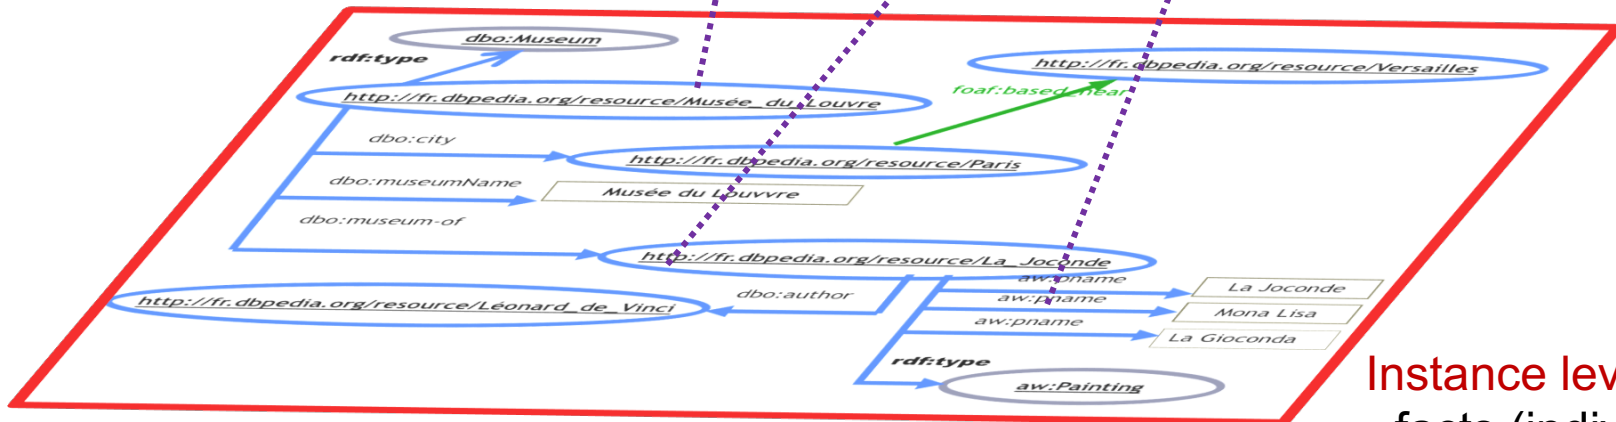 dbo:Museum
rdf:type
http://fr.dbpedia.org/resource/Versailles
http://fr.dbpedia.org/resource/Musée_du_Louvre
foaf:based_near
dbo:city
http://fr.dbpedia.org/resource/Paris
dbo:museumName
Musée du Louvvre
dbo:museum-of
http://fr.dbpedia.org/resource/La_Joconde
aw:pname
La Joconde
http://fr.dbpedia.org/resource/Léonard_de_Vinci
dbo:author
aw:pname
Mona Lisa
aw:pname
La Gioconda
rdf:type
aw:Painting
Instance lev